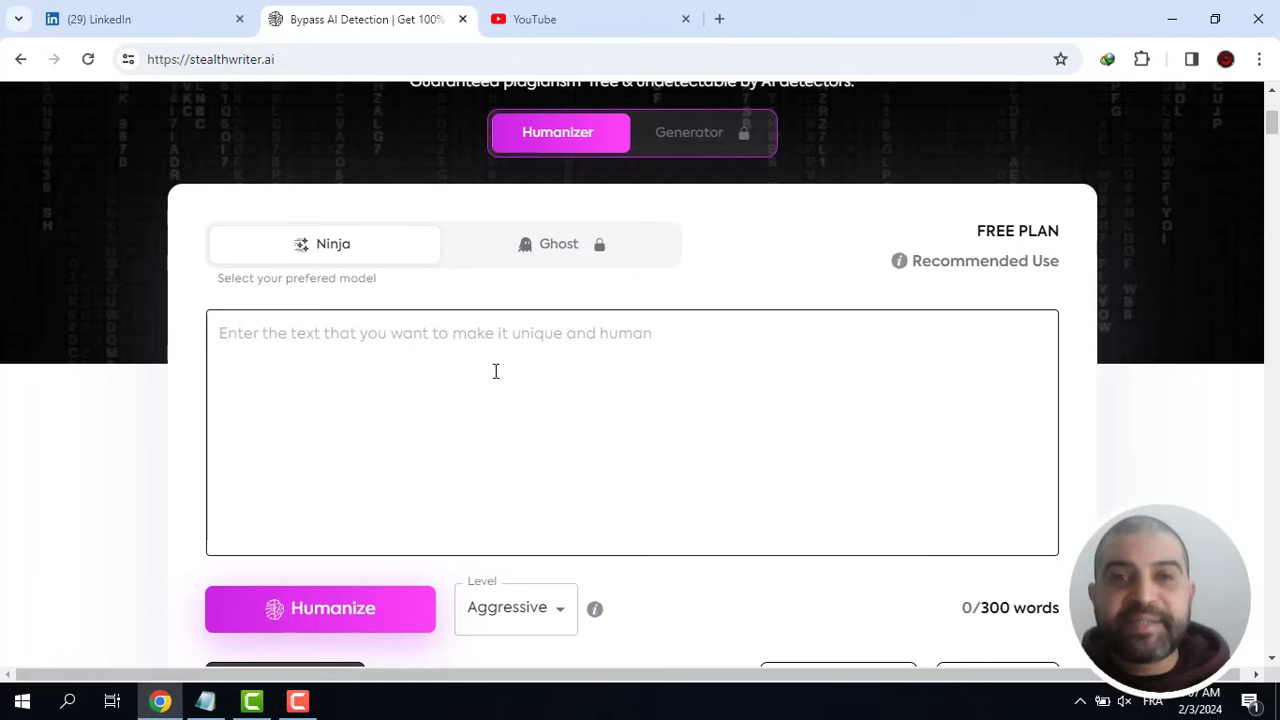 (29) LinkedIn
Bypass AI Detection | Get 100%
YouTube
https://stealthwriter.ai
Guaranteed plagiarism-free & undetectable by AI detectors.
Humanizer
Generator
Ninja
Ghost
Select your prefered model
FREE PLAN
Recommended Use
Enter the text that you want to make it unique and human
Humanize
Level
Aggressive
0/300 words
FRA
AM
2/3/2024
1